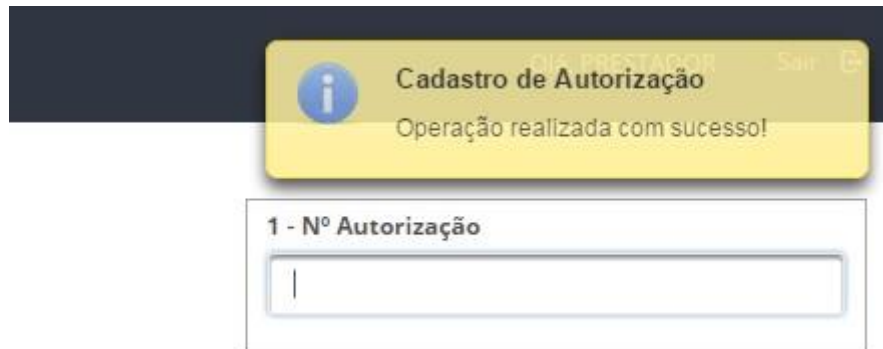 Olá, PRESTADOR Sair
Cadastro de Autorização
Operação realizada com sucesso!
1 - Nº Autorização